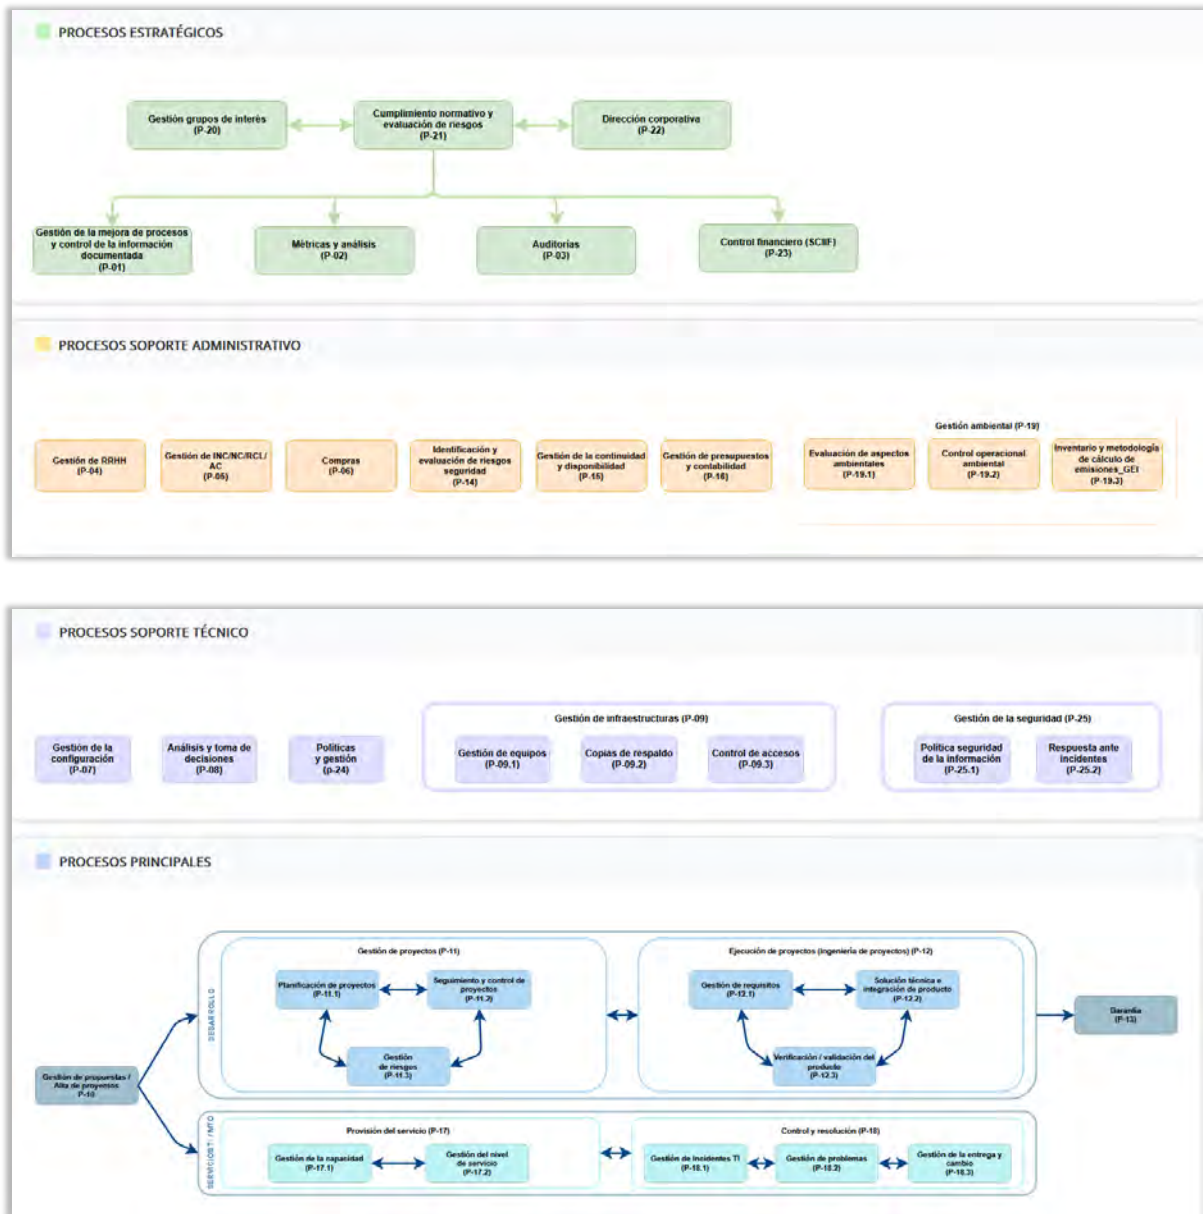 PROCESOS ESTRATÉGICOS
Gestión grupos de interés
(P-20)
Cumplimiento normativo y
evaluación de riesgos
(P-21)
Dirección corporativa
(P-22)
Gestión de la mejora de procesos
y control de la información
documentada
(P-01)
Métricas y análisis
(P-02)
Auditorías
(P-03)
Control financiero (SCIIF)
(P-23)
PROCESOS SOPORTE ADMINISTRATIVO
Gestión de RRHH
(P-04)
Gestión de INC/NC/RCL/
AC
(P-05)
Compras
(P-06)
Identificación y
evaluación de riesgos
seguridad
(P-14)
Gestión de la continuidad
y disponibilidad
(P-15)
Gestión de presupuestos
y contabilidad
(P-16)
Gestión ambiental (P-19)
Evaluación de aspectos
ambientales
(P-19.1)
Control operacional
ambiental
(P-19.2)
Inventario y metodología
de cálculo de
emisiones_GEI
(P-19.3)
PROCESOS SOPORTE TÉCNICO
Gestión de la
configuración
(P-07)
Análisis y toma de
decisiones
(P-08)
Políticas
y gestión
(p-24)
Gestión de infraestructuras (P-09)
Gestión de equipos
(P-09.1)
Copias de respaldo
(P-09.2)
Control de accesos
(P-09.3)
Gestión de la seguridad (P-25)
Política seguridad
de la información
(P-25.1)
Respuesta ante
incidentes
(P-25.2)
PROCESOS PRINCIPALES
Gestión de propuestas /
Alta de proyectos
P-10
DESARROLLO
Gestión de proyectos (P-11)
Planificación de proyectos
(P-11.1)
Seguimiento y control de
proyectos
(P-11.2)
Gestión
de riesgos
(P-11.3)
Ejecución de proyectos (Ingeniería de proyectos) (P-12)
Gestión de requisitos
(P-12.1)
Solución técnica e
integración de producto
(P-12.2)
Verificación / validación del
producto
(P-12.3)
Garantía
(P-13)
SERVICIOS TI / MTO
Provisión del servicio (P-17)
Gestión de la capacidad
(P-17.1)
Gestión del nivel
de servicio
(P-17.2)
Control y resolución (P-18)
Gestión de Incidentes TI
(P-18.1)
Gestión de problemas
(P-18.2)
Gestión de la entrega y
cambio
(P-18.3)